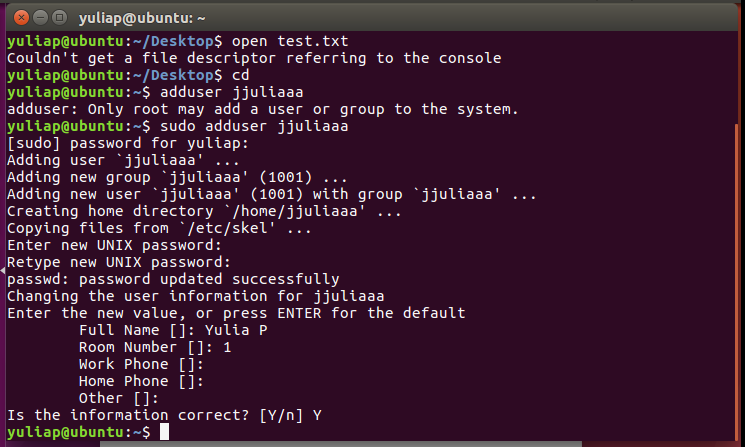 yuliap@ubuntu: ~
yuliap@ubuntu:~/Desktop$ open test.txt
Couldn't get a file descriptor referring to the console
yuliap@ubuntu:~/Desktop$ cd
yuliap@ubuntu:~$ adduser jjuliaaa
adduser: Only root may add a user or group to the system.
yuliap@ubuntu:~$ sudo adduser jjuliaaa
[sudo] password for yuliap:
Adding user `jjuliaaa' ...
Adding new group `jjuliaaa' (1001) ...
Adding new user `jjuliaaa' (1001) with group `jjuliaaa' ...
Creating home directory `/home/jjuliaaa' ...
Copying files from `/etc/skel' ...
Enter new UNIX password:
Retype new UNIX password:
passwd: password updated successfully
Changing the user information for jjuliaaa
Enter the new value, or press ENTER for the default
        Full Name []: Yulia P
        Room Number []: 1
        Work Phone []:
        Home Phone []:
        Other []:
Is the information correct? [Y/n] Y
yuliap@ubuntu:~$